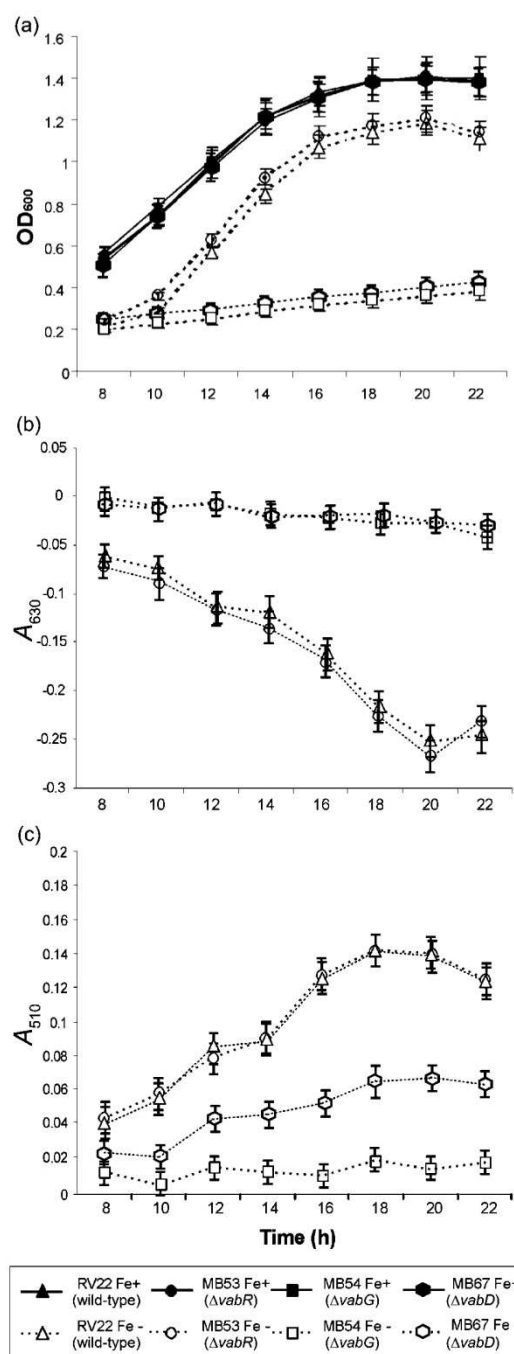 (a)
1.6
1.4
1.2
1
0.8
0.6
0.4
0.2
0
OD600
8 10 12 14 16 18 20 22
(b)
0.05
0
-0.05
-0.1
-0.15
-0.2
-0.25
-0.3
A630
8 10 12 14 16 18 20 22
(c)
0.2
0.18
0.16
0.14
0.12
0.1
0.08
0.06
0.04
0.02
0
A510
8 10 12 14 16 18 20 22
Time (h)
RV22 Fe+ MB53 Fe+ MB54 Fe+ MB67 Fe+
(wild-type) (ΔvabR) (ΔvabG) (ΔvabD)
RV22 Fe- MB53 Fe- MB54 Fe- MB67 Fe-
(wild-type) (ΔvabR) (ΔvabG) (ΔvabD)